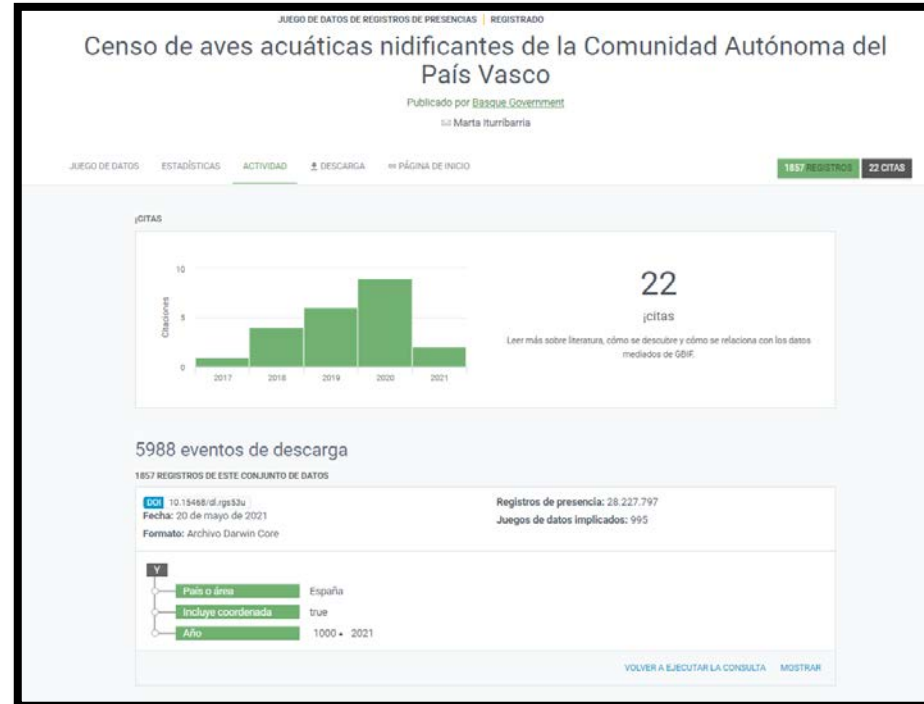 JUEGO DE DATOS DE REGISTROS DE PRESENCIAS | REGISTRADO
Censo de aves acuáticas nidificantes de la Comunidad Autónoma del
País Vasco
Publicado por Basque Government
Marta Iturribarria
JUEGO DE DATOS ESTADÍSTICAS ACTIVIDAD DESCARGA PÁGINA DE INICIO
1857 REGISTROS 22 CITAS
¡CITAS
10
5
0
Citaciones
2017 2018 2019 2020 2021
22
¡citas
Leer más sobre literatura, cómo se descubre y cómo se relaciona con los datos
mediados de GBIF.
5988 eventos de descarga
1857 REGISTROS DE ESTE CONJUNTO DE DATOS
DOI 10.15468/dl.rgs53u
Fecha: 20 de mayo de 2021
Formato: Archivo Darwin Core
Registros de presencia: 28.227.797
Juegos de datos implicados: 995
Y
País o área España
Incluye coordenada true
Año 1000 - 2021
VOLVER A EJECUTAR LA CONSULTA MOSTRAR